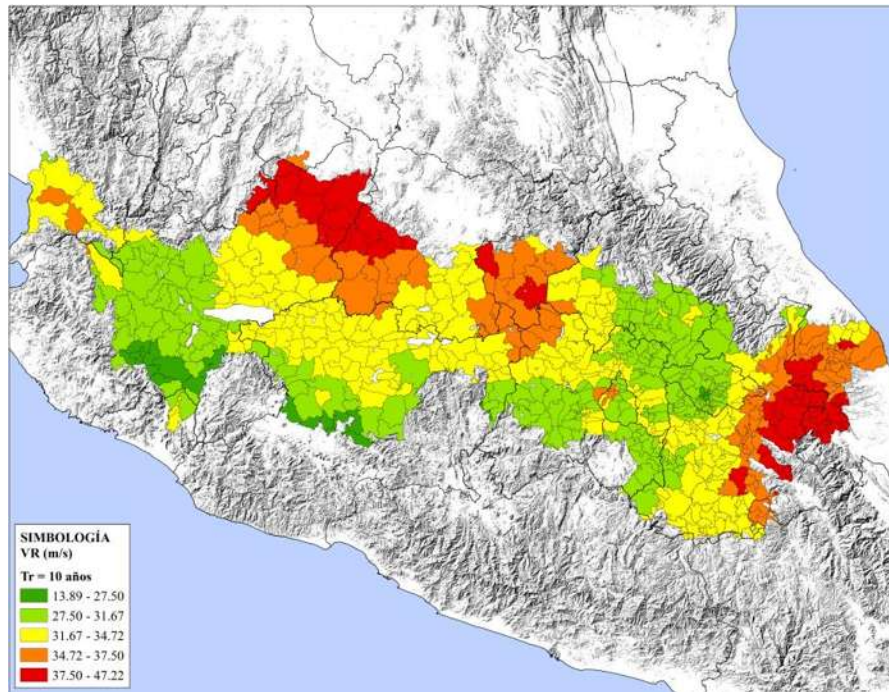 SIMBOLOGÍA
VR (m/s)
Tr = 10 años
13.89 - 27.50
27.50 - 31.67
31.67 - 34.72
34.72 - 37.50
37.50 - 47.22